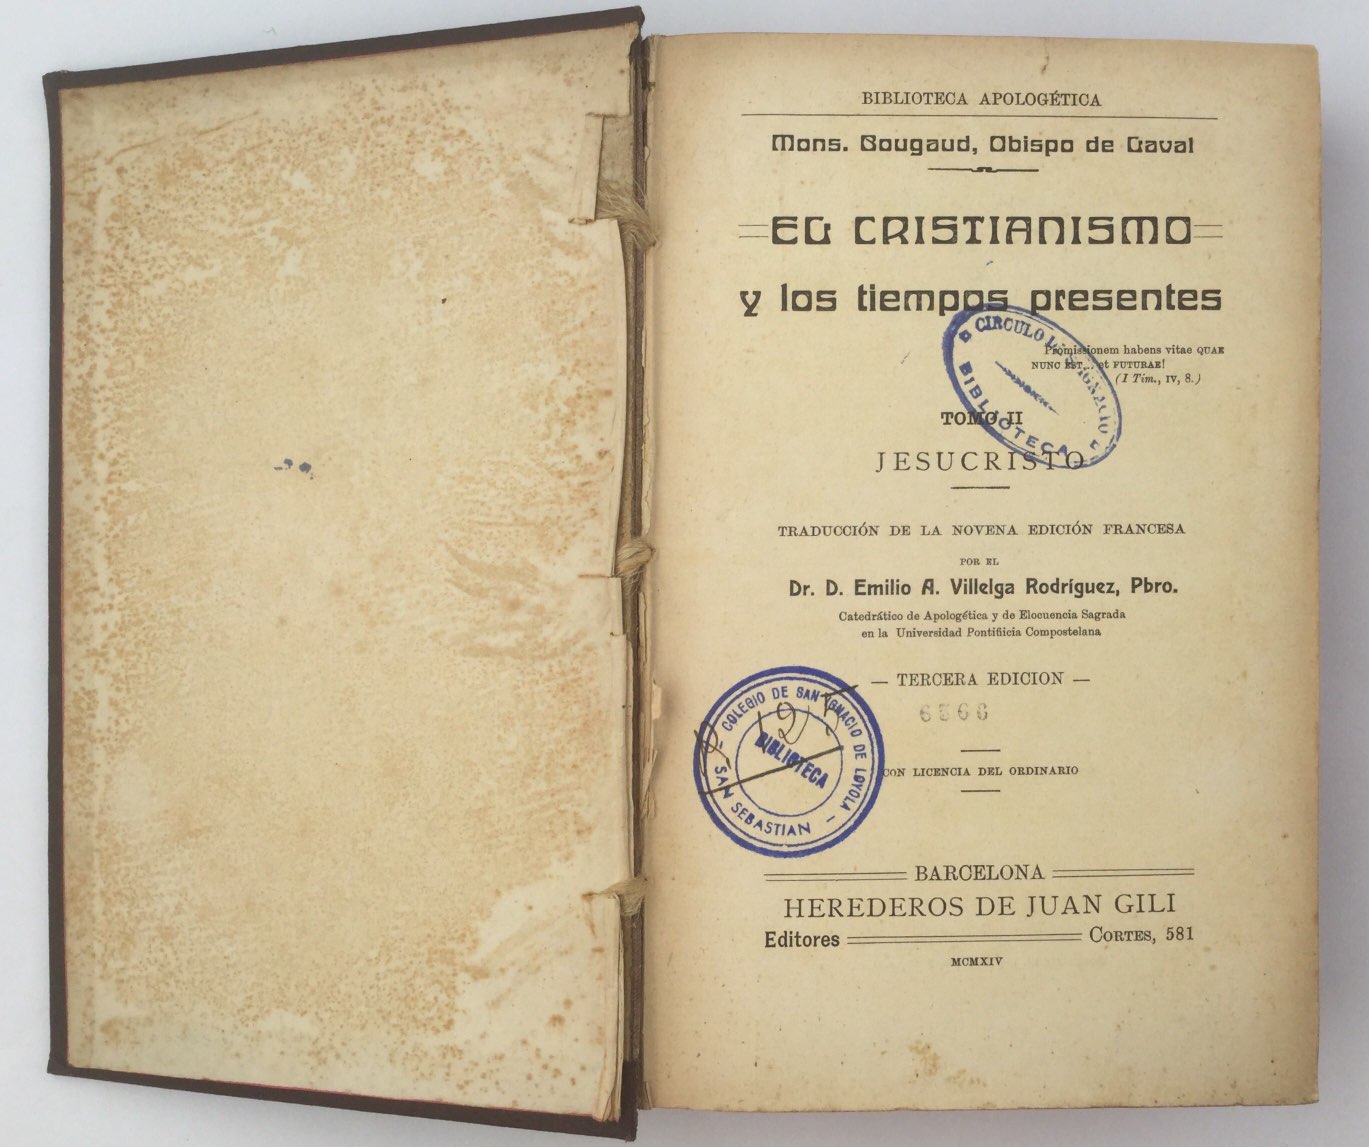 BIBLIOTECA APOLOGÉTICA
Mons. Bougaud, Obispo de Laval
EL CRISTIANISMO
y los tiempos presentes
Promissionem habens vitae QUAE
NUNC EST... et FUTURAE!
(I Tim., IV, 8.)
CIRCULO IGNACIO
BIBLIOTECA
TOMO II
JESUCRISTO
TRADUCCIÓN DE LA NOVENA EDICIÓN FRANCESA
POR EL
Dr. D. Emilio A. Villelga Rodríguez, Pbro.
Catedrático de Apologética y de Elocuencia Sagrada
en la Universidad Pontificia Compostelana
— TERCERA EDICION —
6566
COLEGIO DE SAN IGNACIO DE LOYOLA —
BIBLIOTECA
SAN SEBASTIAN —
CON LICENCIA DEL ORDINARIO
BARCELONA
HEREDEROS DE JUAN GILI
Editores CORTES, 581
MCMXIV